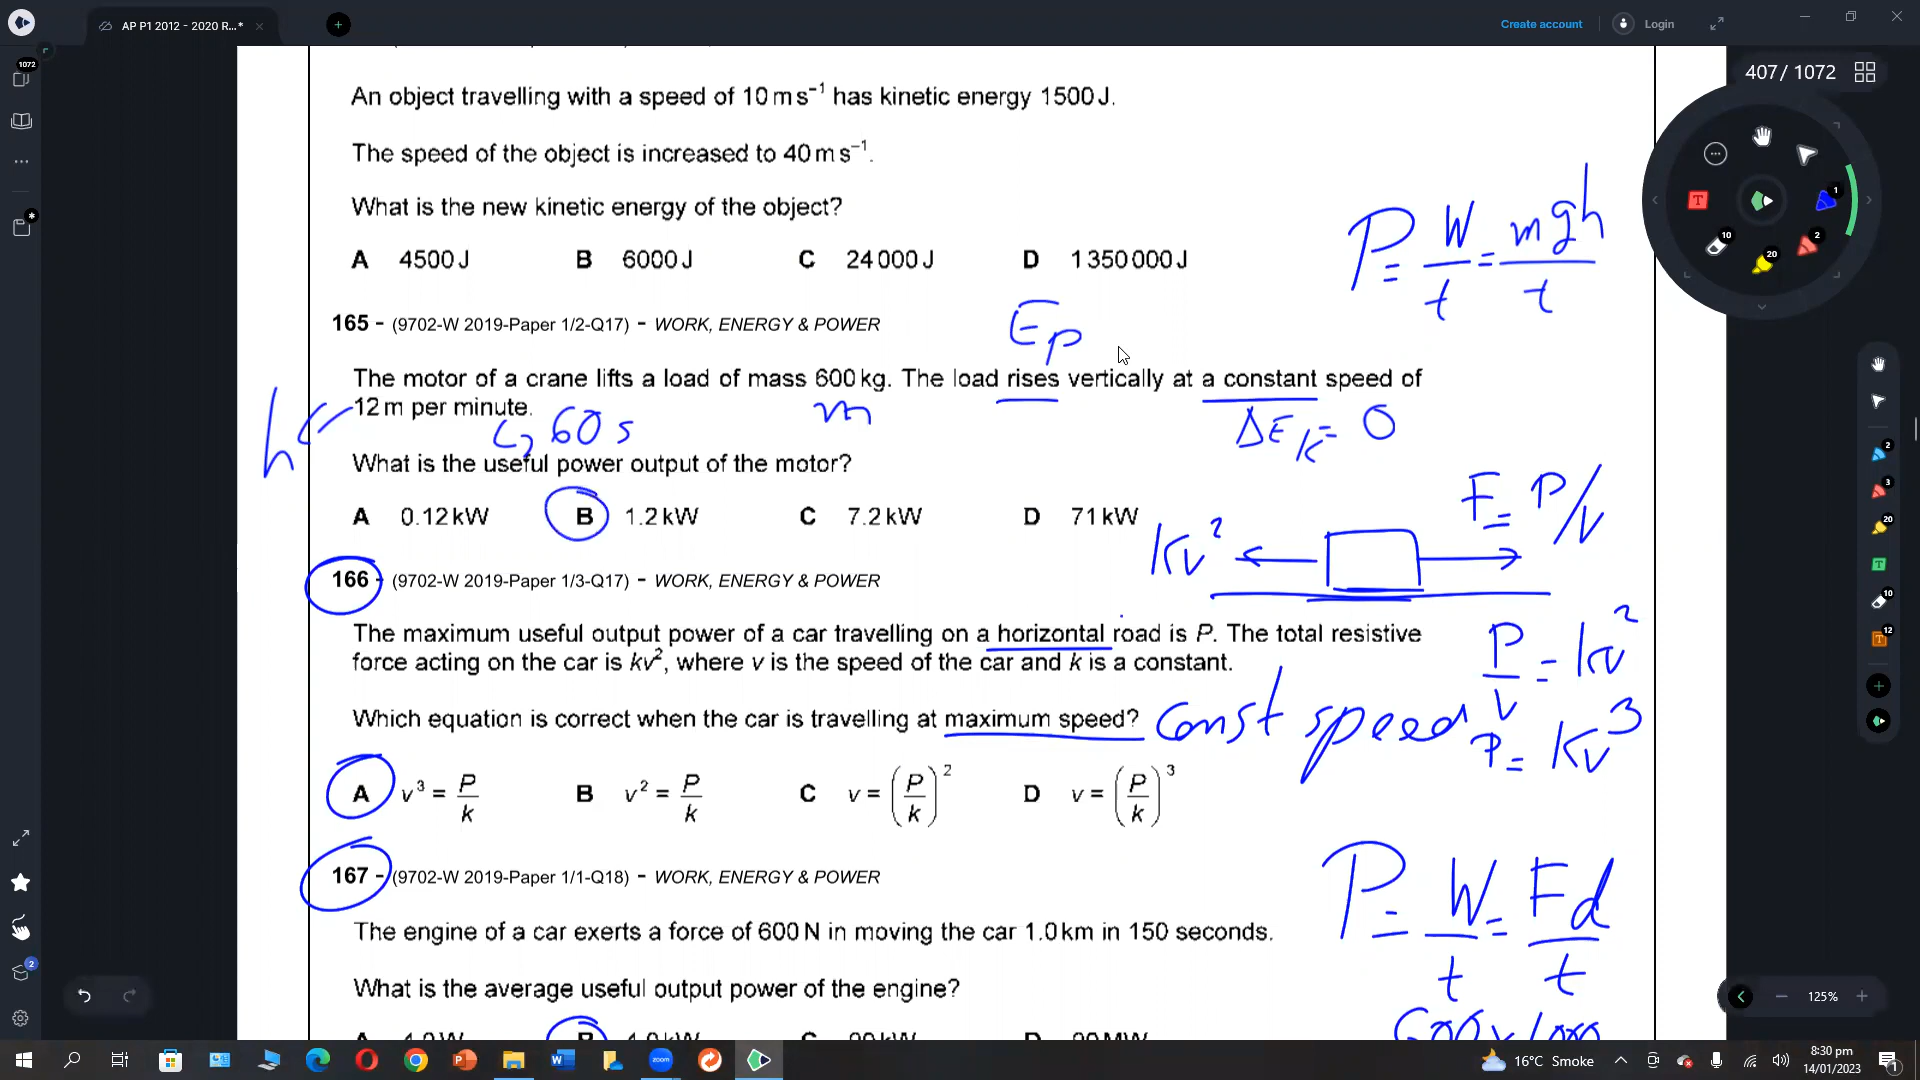 AP P1 2012 - 2020 R...*
Create account
Login
1072
407 / 1072
An object travelling with a speed of 10 m s⁻¹ has kinetic energy 1500 J.
The speed of the object is increased to 40 m s⁻¹.
What is the new kinetic energy of the object?
A 4500 J B 6000 J C 24 000 J D 1 350 000 J
P = W/t = mgh/t
165 - (9702-W 2019-Paper 1/2-Q17) – WORK, ENERGY & POWER
Ep
The motor of a crane lifts a load of mass 600 kg. The load rises vertically at a constant speed of
12 m per minute.
h
60 s
m
ΔEk = 0
What is the useful power output of the motor?
A 0.12 kW B 1.2 kW C 7.2 kW D 71 kW
kv²
F = P/v
166 - (9702-W 2019-Paper 1/3-Q17) – WORK, ENERGY & POWER
The maximum useful output power of a car travelling on a horizontal road is P. The total resistive
force acting on the car is kv², where v is the speed of the car and k is a constant.
P/v = kv²
Which equation is correct when the car is travelling at maximum speed?
const speed
P = kv³
A v³ = P/k B v² = P/k C v = (P/k)² D v = (P/k)³
167 - (9702-W 2019-Paper 1/1-Q18) – WORK, ENERGY & POWER
P = W/t = Fd/t
The engine of a car exerts a force of 600 N in moving the car 1.0 km in 150 seconds.
What is the average useful output power of the engine?
125%
16°C Smoke
8:30 pm
14/01/2023